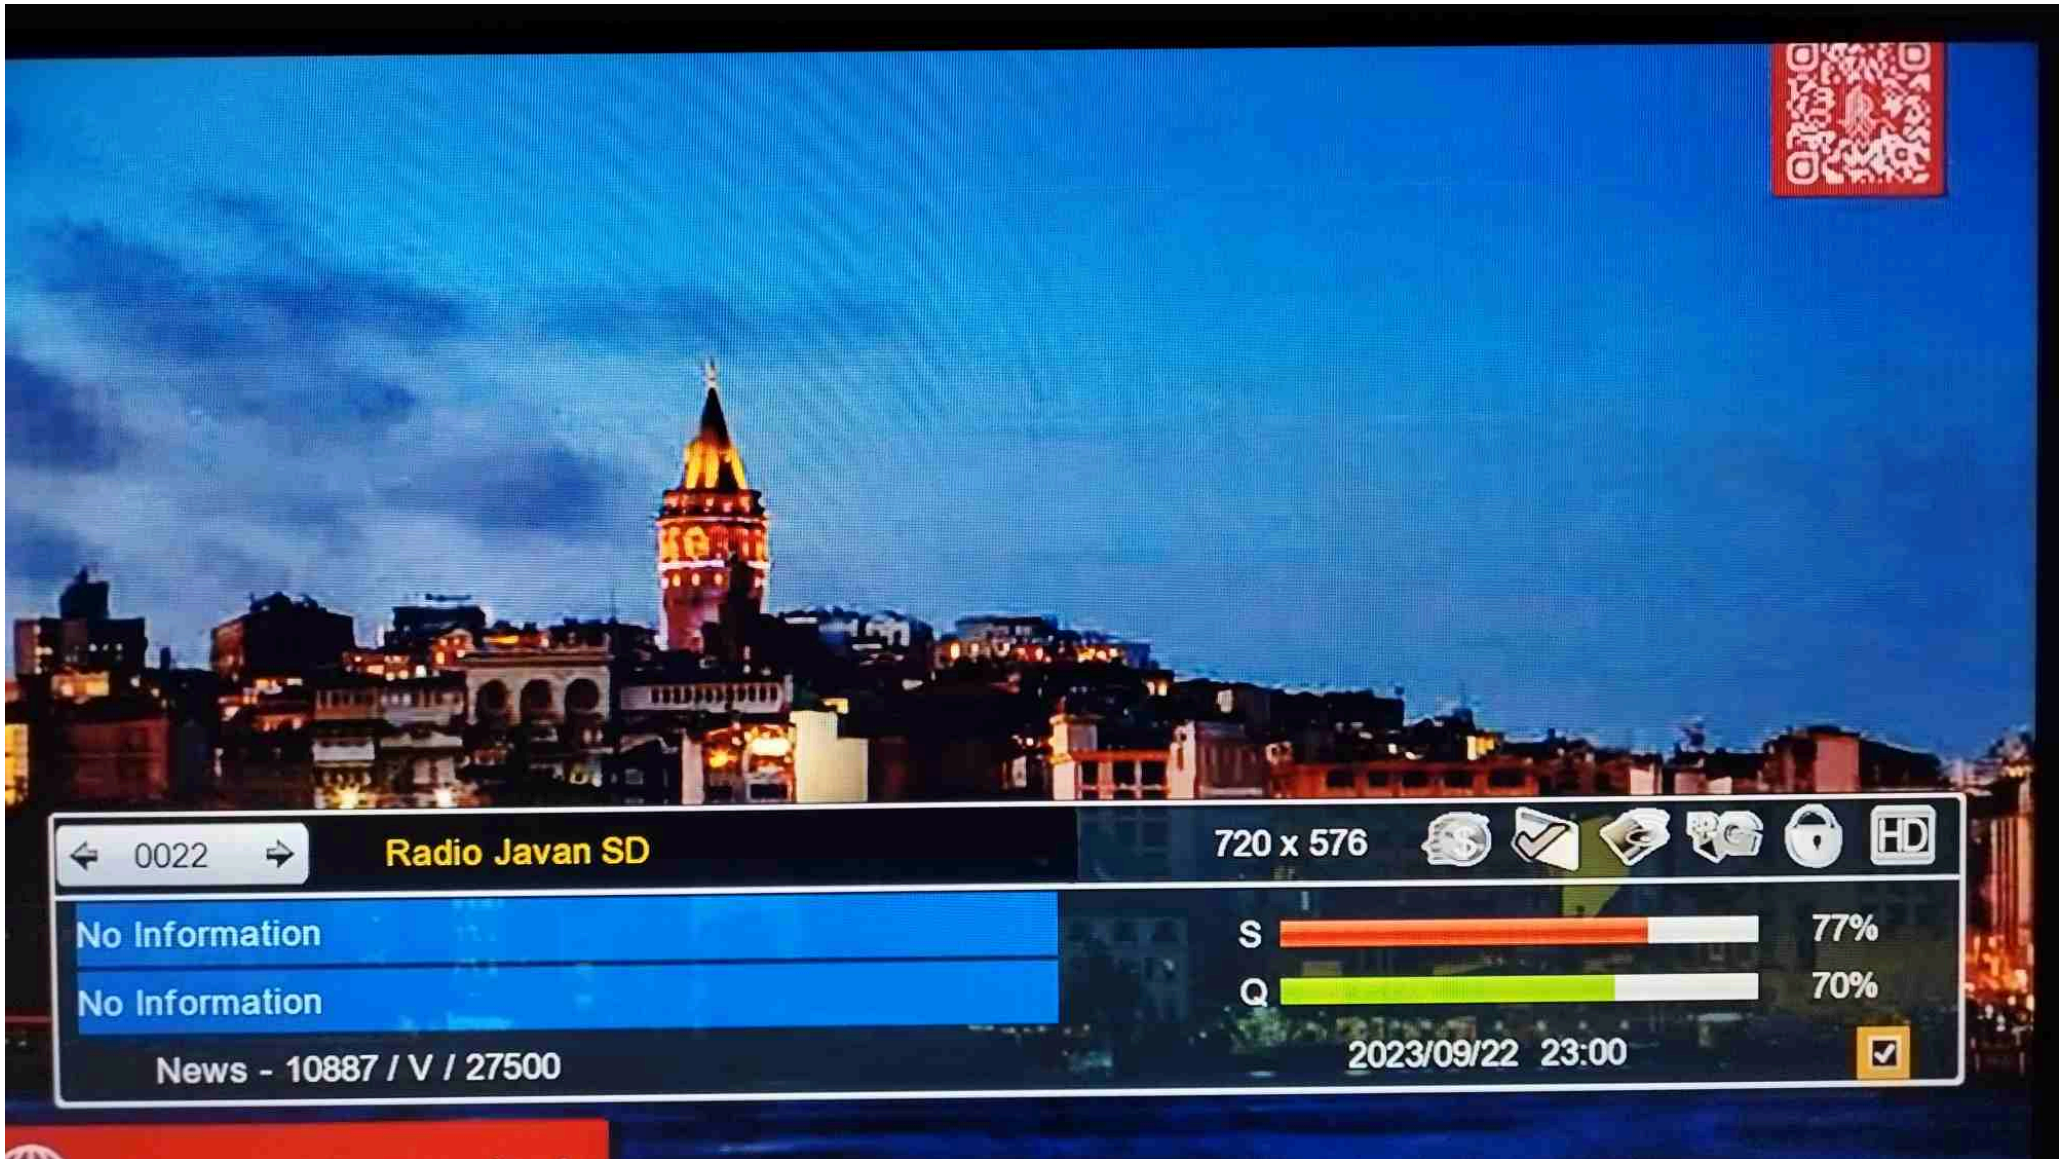 0022
Radio Javan SD
720 x 576
$
HD
No Information
S 77%
No Information
Q 70%
News - 10887 / V / 27500
2023/09/22 23:00